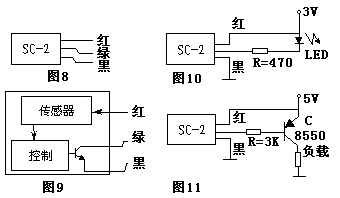 SC-2
红
绿
黑
图8
3V
红
SC-2
LED
黑
R=470
图10
传感器
红
控制
绿
黑
图9
5V
红
SC-2
C
8550
黑
R=3K
负载
图11